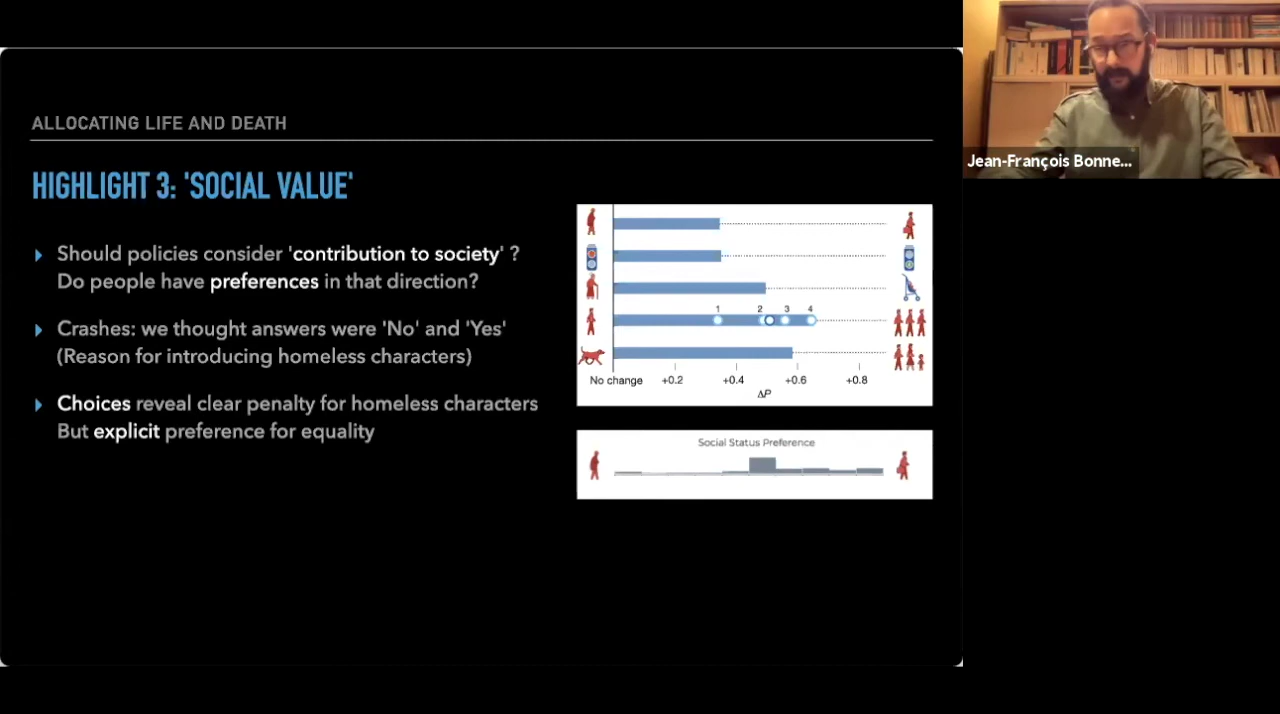 ALLOCATING LIFE AND DEATH
HIGHLIGHT 3: 'SOCIAL VALUE'
Should policies consider 'contribution to society' ?
Do people have preferences in that direction?
Crashes: we thought answers were 'No' and 'Yes'
(Reason for introducing homeless characters)
Choices reveal clear penalty for homeless characters
But explicit preference for equality
1 2 3 4
No change +0.2 +0.4 +0.6 +0.8
ΔP
Social Status Preference
Jean-François Bonne...